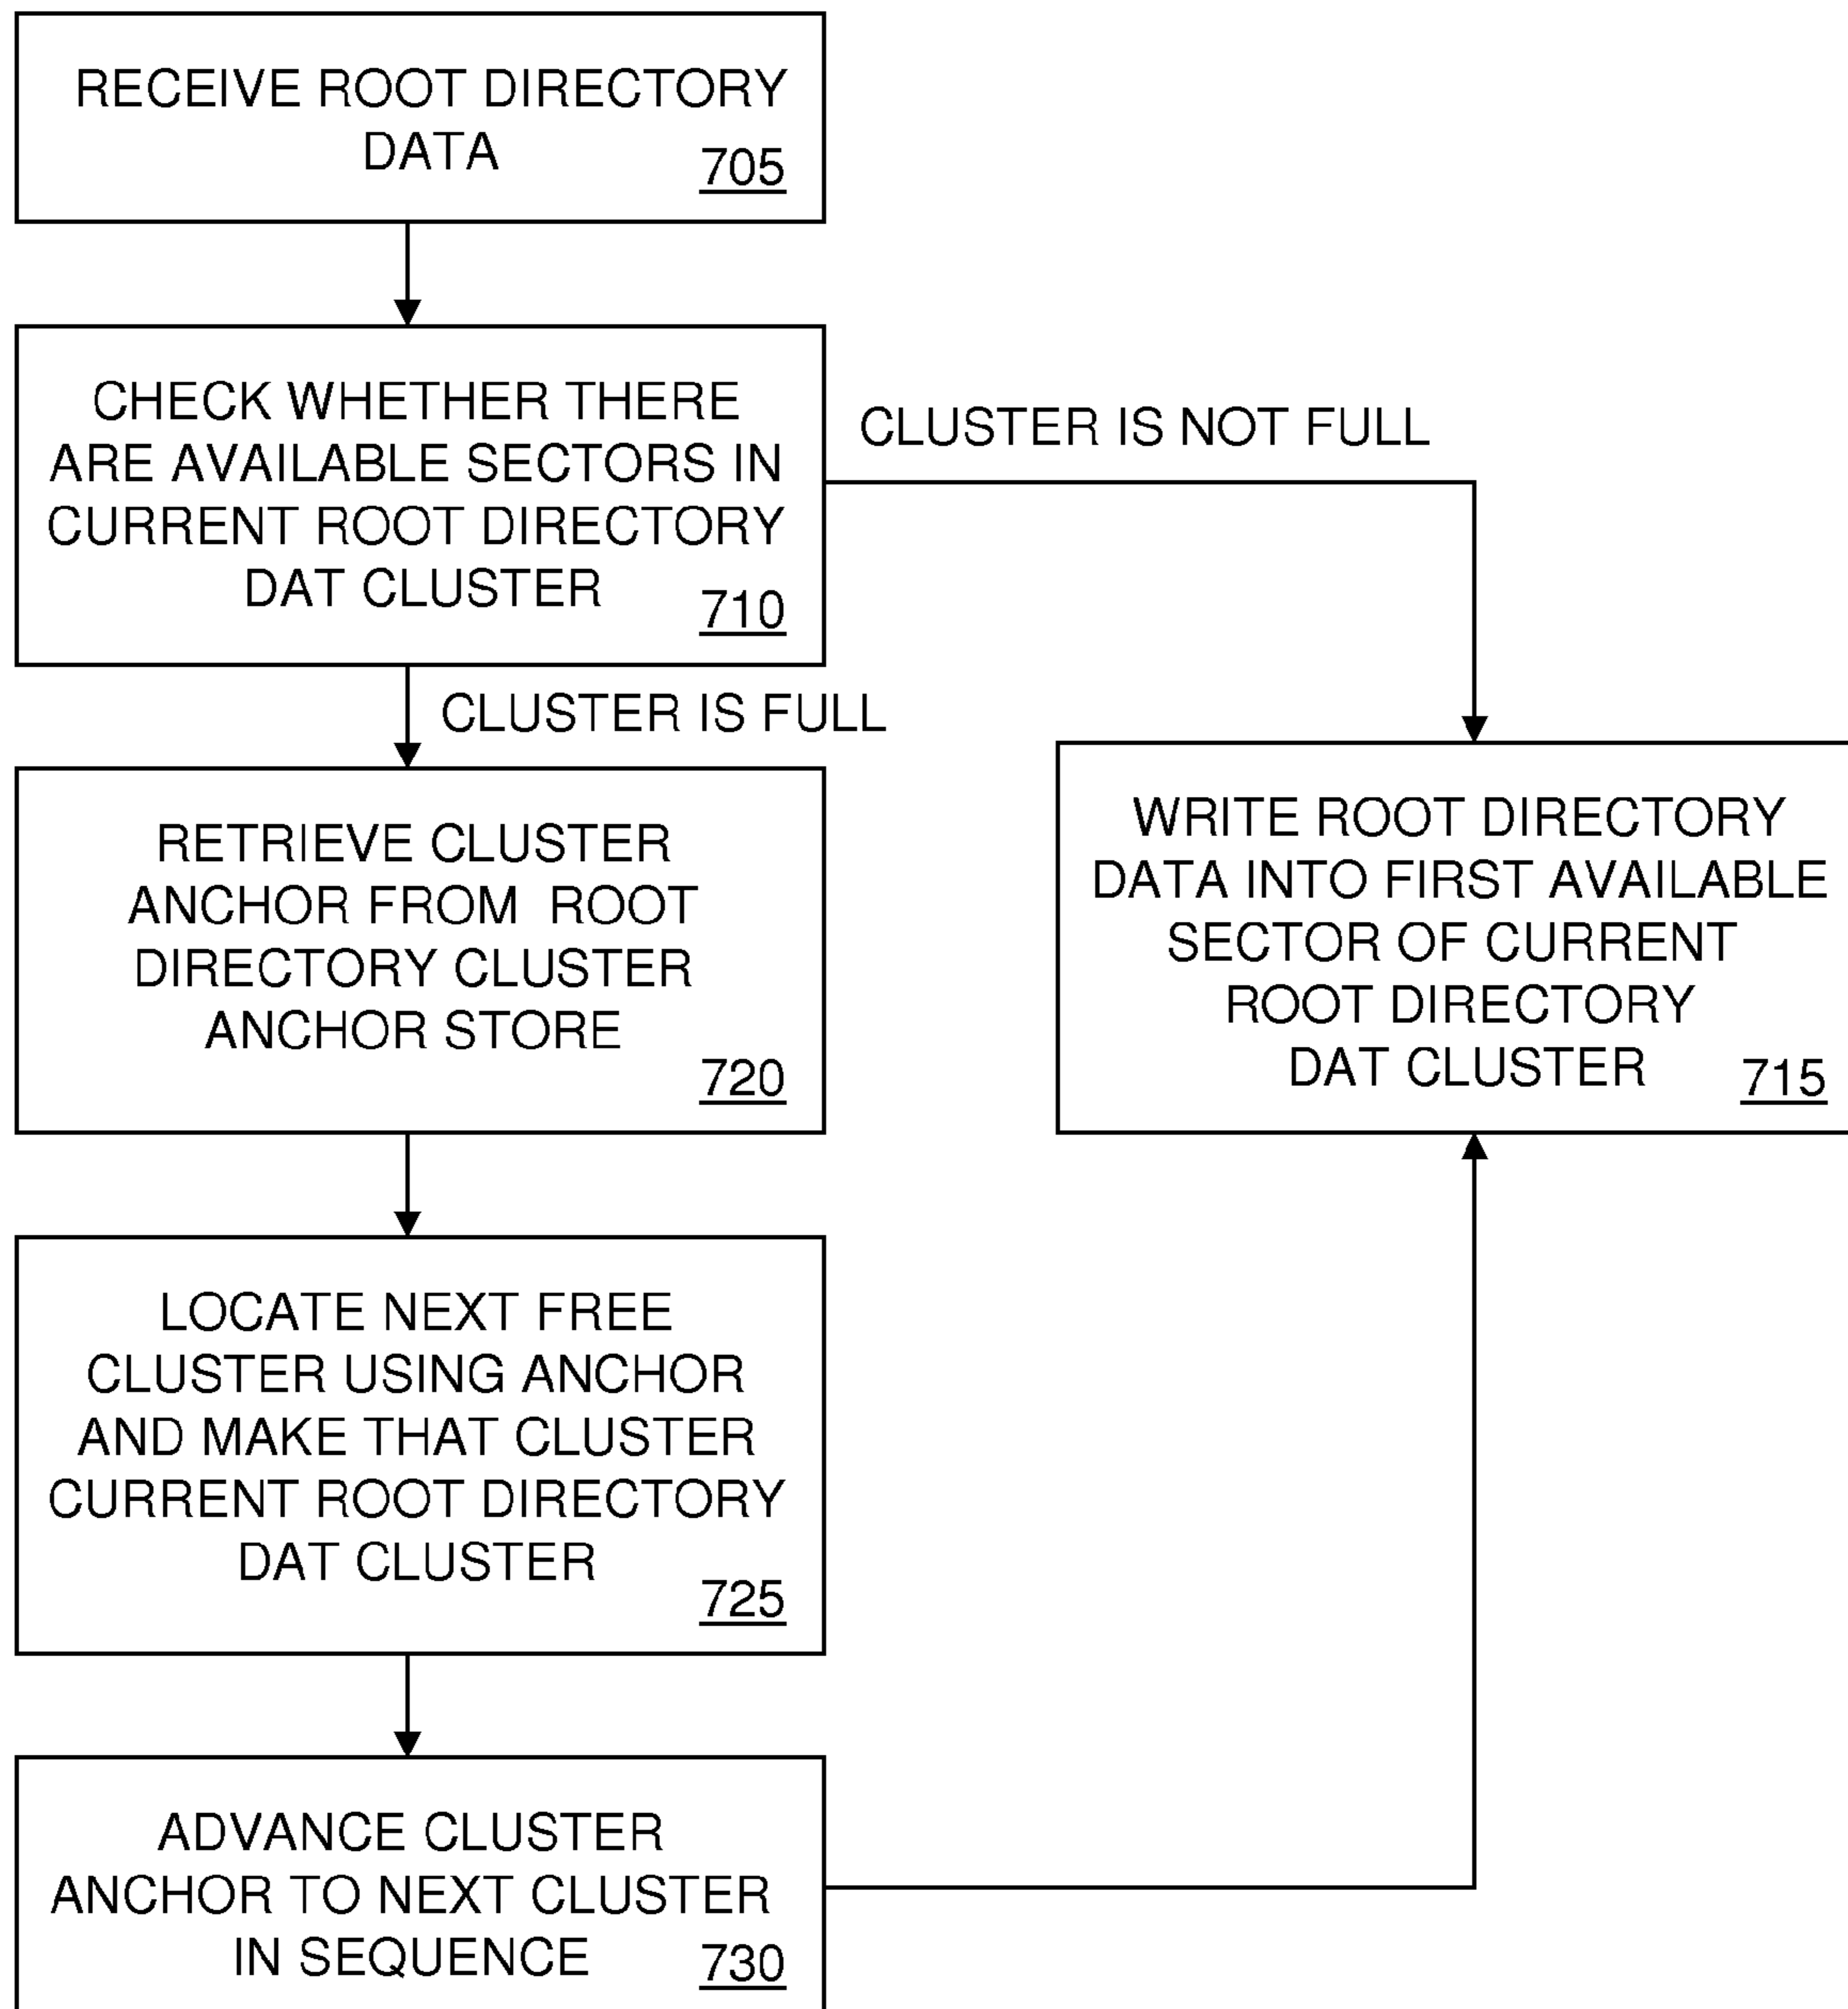 RECEIVE ROOT DIRECTORY
DATA
705
CHECK WHETHER THERE
ARE AVAILABLE SECTORS IN
CURRENT ROOT DIRECTORY
DAT CLUSTER
710
CLUSTER IS NOT FULL
CLUSTER IS FULL
RETRIEVE CLUSTER
ANCHOR FROM ROOT
DIRECTORY CLUSTER
ANCHOR STORE
720
WRITE ROOT DIRECTORY
DATA INTO FIRST AVAILABLE
SECTOR OF CURRENT
ROOT DIRECTORY
DAT CLUSTER
715
LOCATE NEXT FREE
CLUSTER USING ANCHOR
AND MAKE THAT CLUSTER
CURRENT ROOT DIRECTORY
DAT CLUSTER
725
ADVANCE CLUSTER
ANCHOR TO NEXT CLUSTER
IN SEQUENCE
730